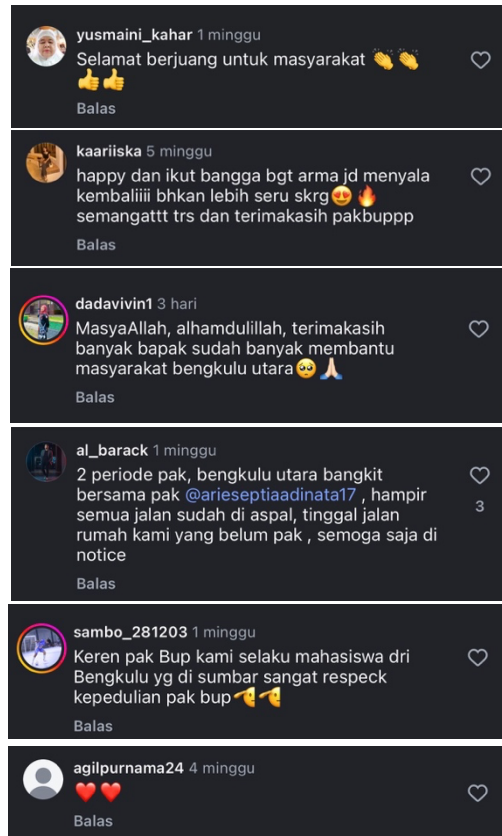 yusmaini_kahar 1 minggu
Selamat berjuang untuk masyarakat 👏👏
👍👍
Balas
kaariiska 5 minggu
happy dan ikut bangga bgt arma jd menyala
kembaliiii bhkan lebih seru skrg😍🔥
semangattt trs dan terimakasih pakbuppp
Balas
dadavivin1 3 hari
MasyaAllah, alhamdulillah, terimakasih
banyak bapak sudah banyak membantu
masyarakat bengkulu utara🥺🙏🏻
Balas
al_barack 1 minggu
2 periode pak, bengkulu utara bangkit
bersama pak @arieseptiaadinata17 , hampir
semua jalan sudah di aspal, tinggal jalan
rumah kami yang belum pak , semoga saja di
notice
3
Balas
sambo_281203 1 minggu
Keren pak Bup kami selaku mahasiswa dri
Bengkulu yg di sumbar sangat respeck
kepedulian pak bup🫡🫡
Balas
agilpurnama24 4 minggu
❤️❤️
Balas